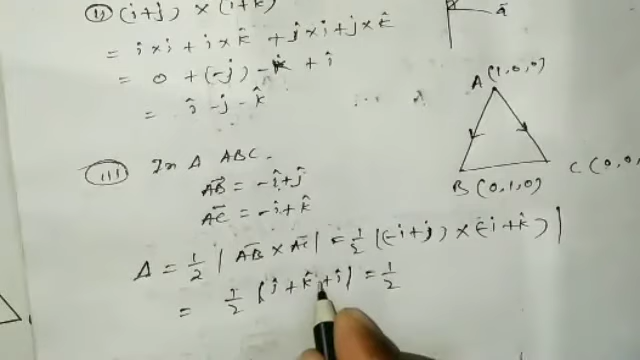 ii) (i+j) × (i+k)
= i×i + i×k̂ + j×i + j×k̂
= 0 + (-j) - k + î
= î - j - k̂
A(1,0,0)
B(0,1,0)
C(0,0,
iii) In Δ ABC.
AB = -î+ĵ
AC = -î+k̂
Δ = 1/2 | AB × AC | = 1/2 |(-i+j) × (-i+k̂)|
= 1/2 |ĵ + k̂ + î| = 1/2